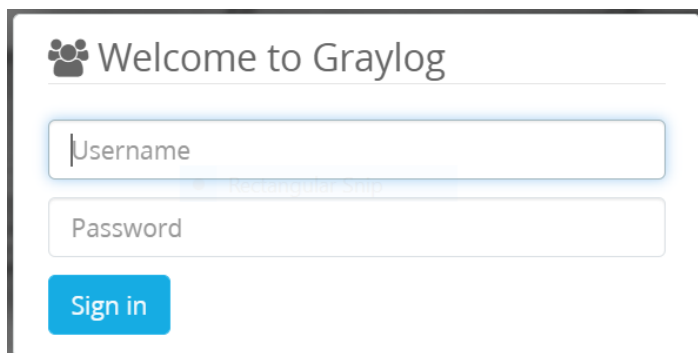 Welcome to Graylog
Username
Rectangular Snip
Password
Sign in